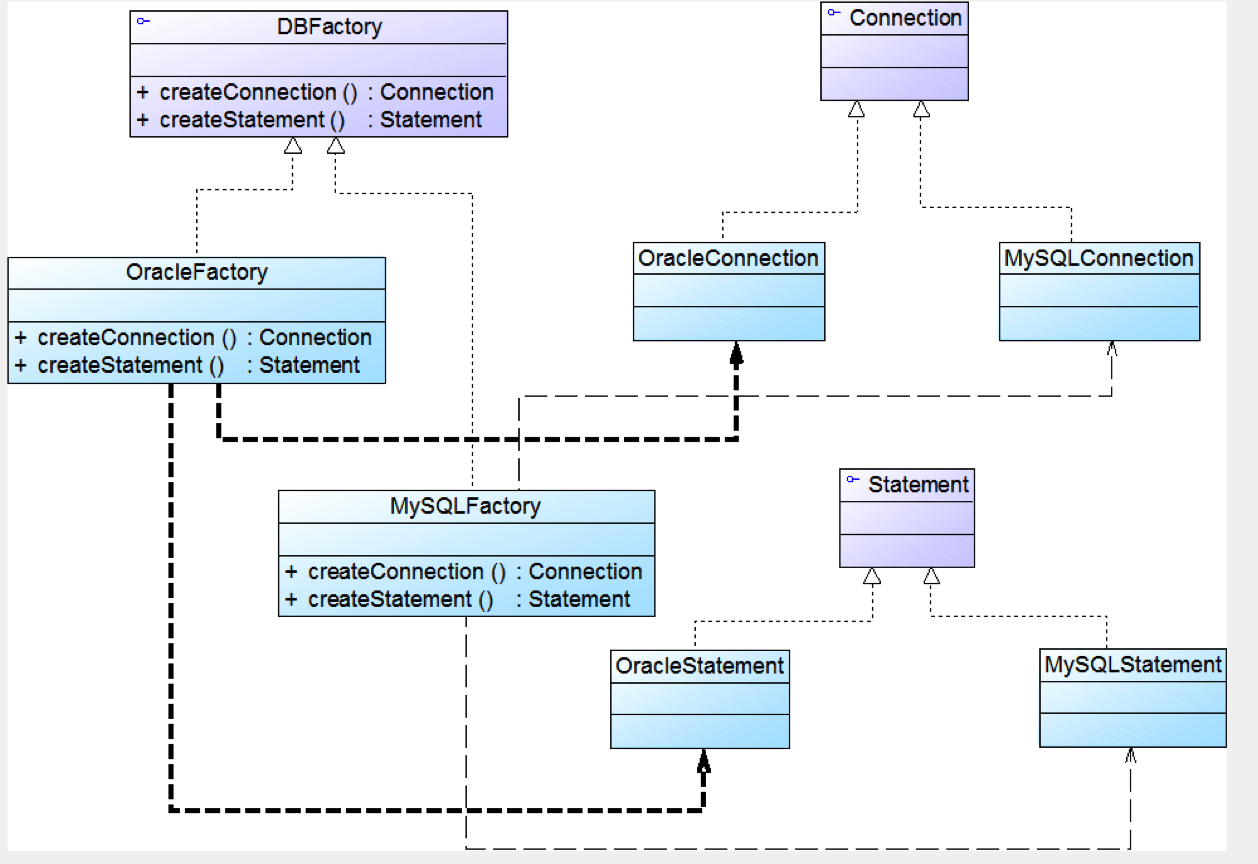 DBFactory
+ createConnection () : Connection
+ createStatement () : Statement
Connection
OracleFactory
+ createConnection () : Connection
+ createStatement () : Statement
OracleConnection
MySQLConnection
MySQLFactory
+ createConnection () : Connection
+ createStatement () : Statement
Statement
OracleStatement
MySQLStatement